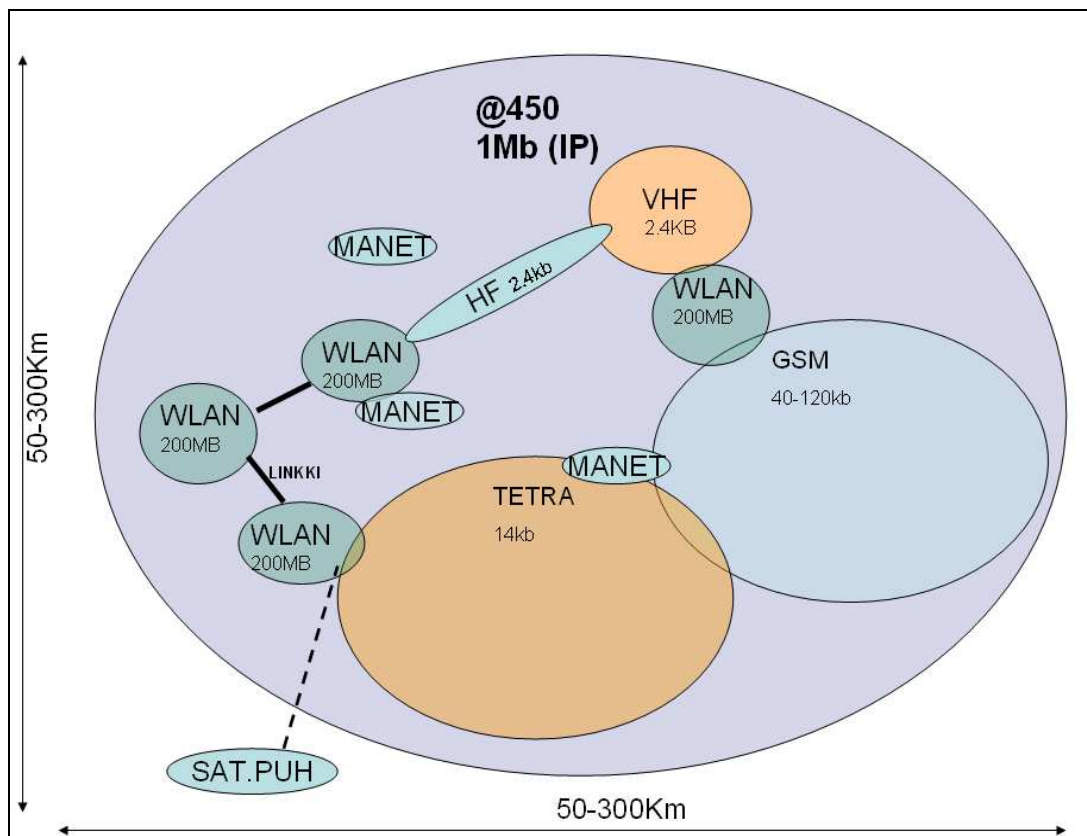 @450
1Mb (IP)
VHF
2.4KB
MANET
HF 2.4kb
WLAN
200MB
WLAN
200MB
GSM
40-120kb
MANET
WLAN
200MB
LINKKI
MANET
TETRA
14kb
WLAN
200MB
SAT.PUH
50-300Km
50-300Km